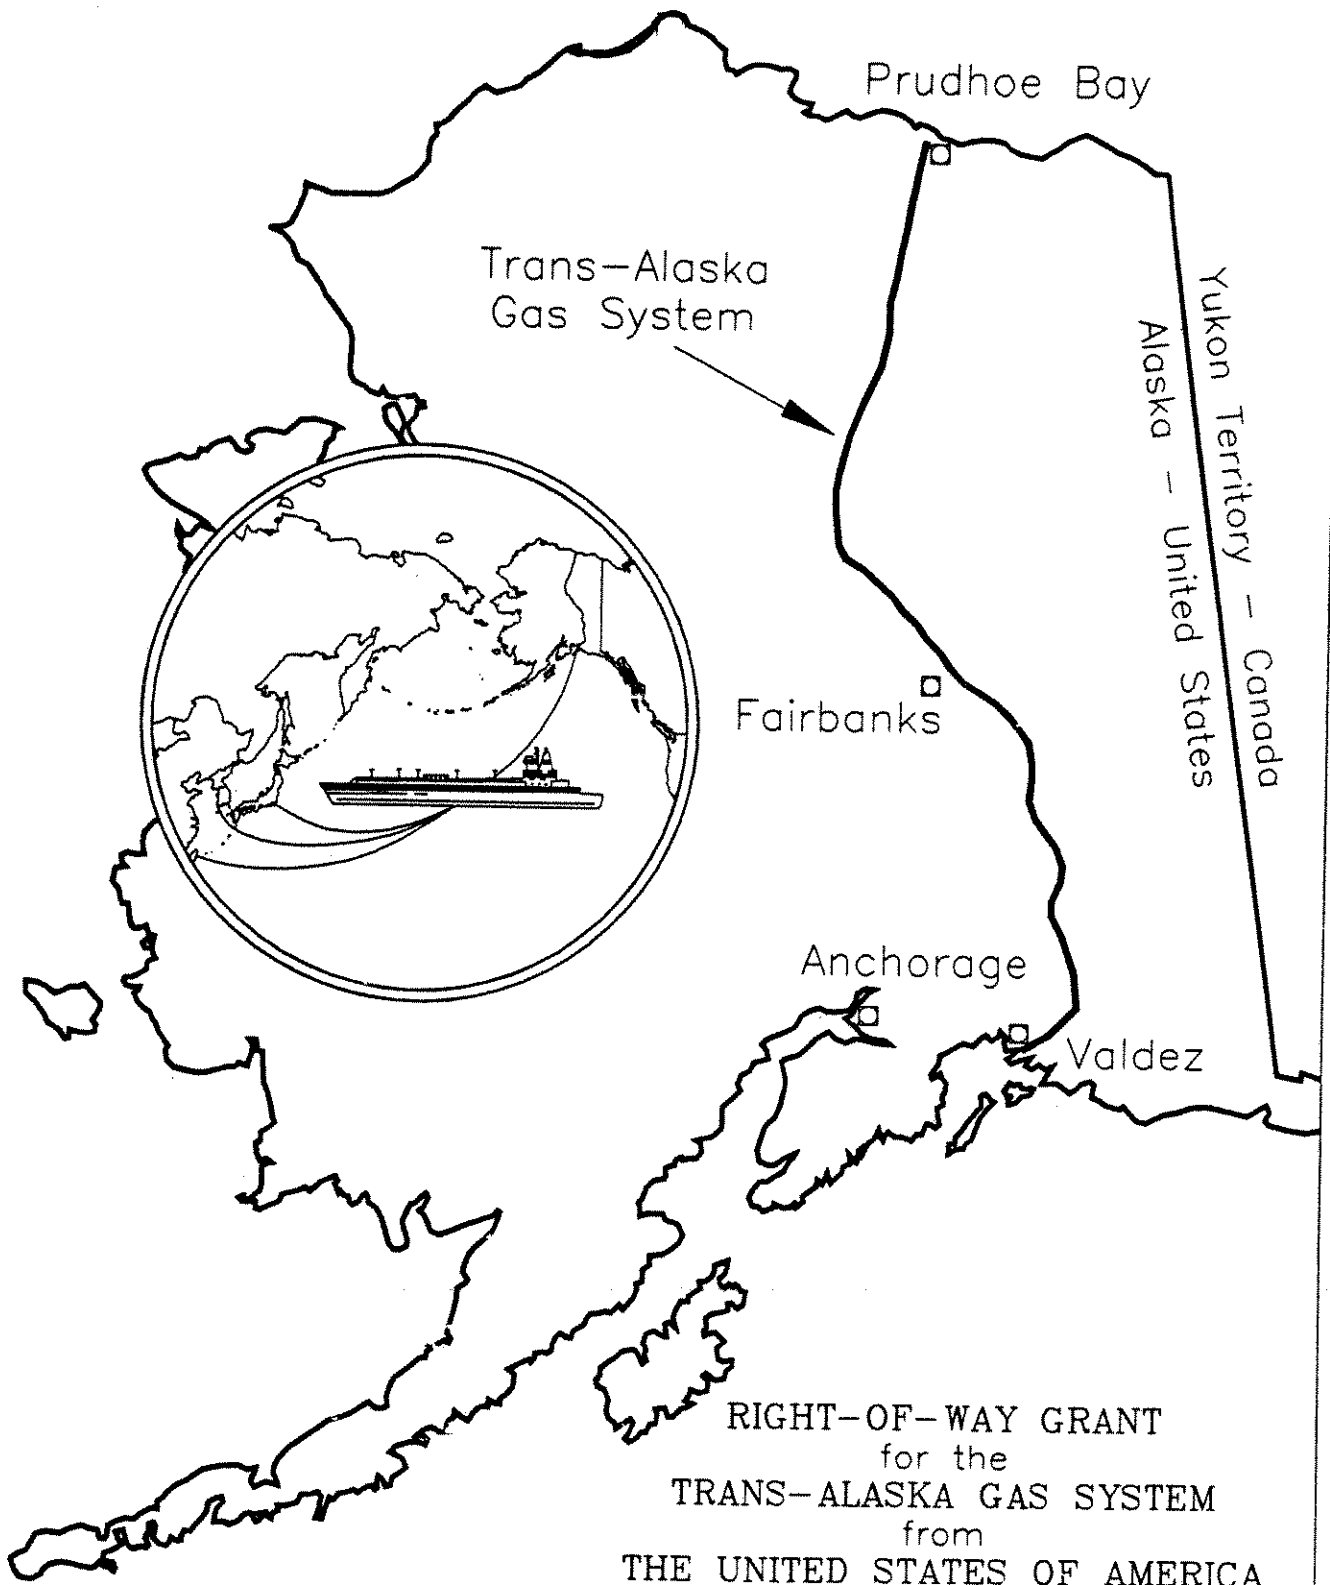 Prudhoe Bay
Trans-Alaska
Gas System
Yukon Territory - Canada
Alaska - United States
Fairbanks
Anchorage
Valdez
RIGHT-OF-WAY GRANT
for the
TRANS-ALASKA GAS SYSTEM
from
THE UNITED STATES OF AMERICA